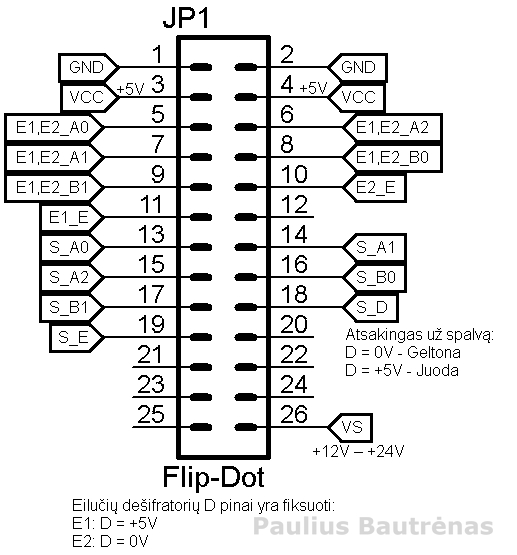 JP1
GND 1 2 GND
VCC +5V 3 4 +5V VCC
E1,E2_A0 5 6 E1,E2_A2
E1,E2_A1 7 8 E1,E2_B0
E1,E2_B1 9 10 E2_E
E1_E 11 12
S_A0 13 14 S_A1
S_A2 15 16 S_B0
S_B1 17 18 S_D
S_E 19 20
Atsakingas už spalvą:
D = 0V - Geltona
D = +5V - Juoda
21 22
23 24
25 26 VS
+12V – +24V
Flip-Dot
Eilučių dešifratorių D pinai yra fiksuoti:
E1: D = +5V
E2: D = 0V
Paulius Bautrėnas